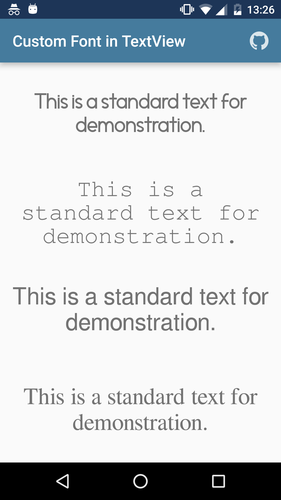 13:26
Custom Font in TextView
This is a standard text for
demonstration.
This is a
standard text for
demonstration.
This is a standard text for
demonstration.
This is a standard text for
demonstration.